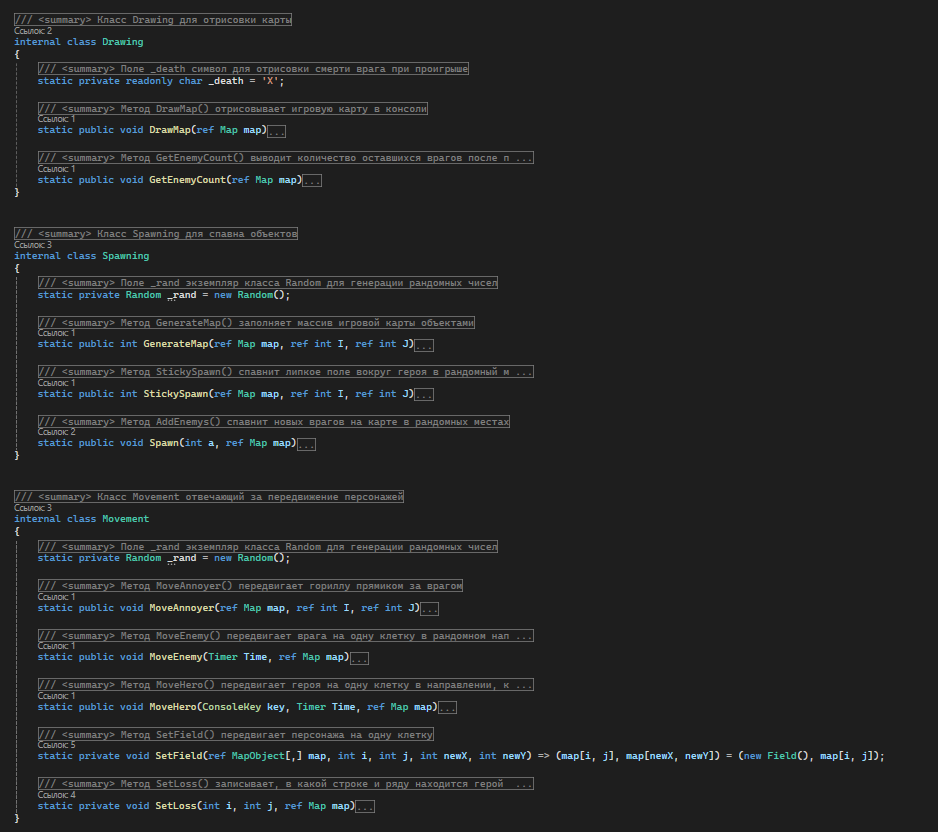 /// <summary> Класс Drawing для отрисовки карты
Ссылок: 2
internal class Drawing
{
/// <summary> Поле _death символ для отрисовки смерти врага при проигрыше
static private readonly char _death = 'X';
/// <summary> Метод DrawMap() отрисовывает игровую карту в консоли
Ссылок: 1
static public void DrawMap(ref Map map)...
/// <summary> Метод GetEnemyCount() выводит количество оставшихся врагов после п ...
Ссылок: 1
static public void GetEnemyCount(ref Map map)...
}
/// <summary> Класс Spawning для спавна объектов
Ссылок: 3
internal class Spawning
{
/// <summary> Поле _rand экземпляр класса Random для генерации рандомных чисел
static private Random _rand = new Random();
/// <summary> Метод GenerateMap() заполняет массив игровой карты объектами
Ссылок: 1
static public int GenerateMap(ref Map map, ref int I, ref int J)...
/// <summary> Метод StickySpawn() спавнит липкое поле вокруг героя в рандомный м ...
Ссылок: 1
static public int StickySpawn(ref Map map, ref int I, ref int J)...
/// <summary> Метод AddEnemys() спавнит новых врагов на карте в рандомных местах
Ссылок: 2
static public void Spawn(int a, ref Map map)...
}
/// <summary> Класс Movement отвечающий за передвижение персонажей
Ссылок: 3
internal class Movement
{
/// <summary> Поле _rand экземпляр класса Random для генерации рандомных чисел
static private Random _rand = new Random();
/// <summary> Метод MoveAnnoyer() передвигает гориллу прямиком за врагом
Ссылок: 1
static public void MoveAnnoyer(ref Map map, ref int I, ref int J)...
/// <summary> Метод MoveEnemy() передвигает врага на одну клетку в рандомном нап ...
Ссылок: 1
static public void MoveEnemy(Timer Time, ref Map map)...
/// <summary> Метод MoveHero() передвигает героя на одну клетку в направлении, к ...
Ссылок: 1
static public void MoveHero(ConsoleKey key, Timer Time, ref Map map)...
/// <summary> Метод SetField() передвигает персонажа на одну клетку
Ссылок: 5
static public void SetField(ref MapObject[,] map, int i, int j, int newX, int newY) => (map[i, j], map[newX, newY]) = (new Field(), map[i, j]);
/// <summary> Метод SetLoss() записывает, в какой строке и ряду находится герой ...
Ссылок: 4
static private void SetLoss(int i, int j, ref Map map)...
}